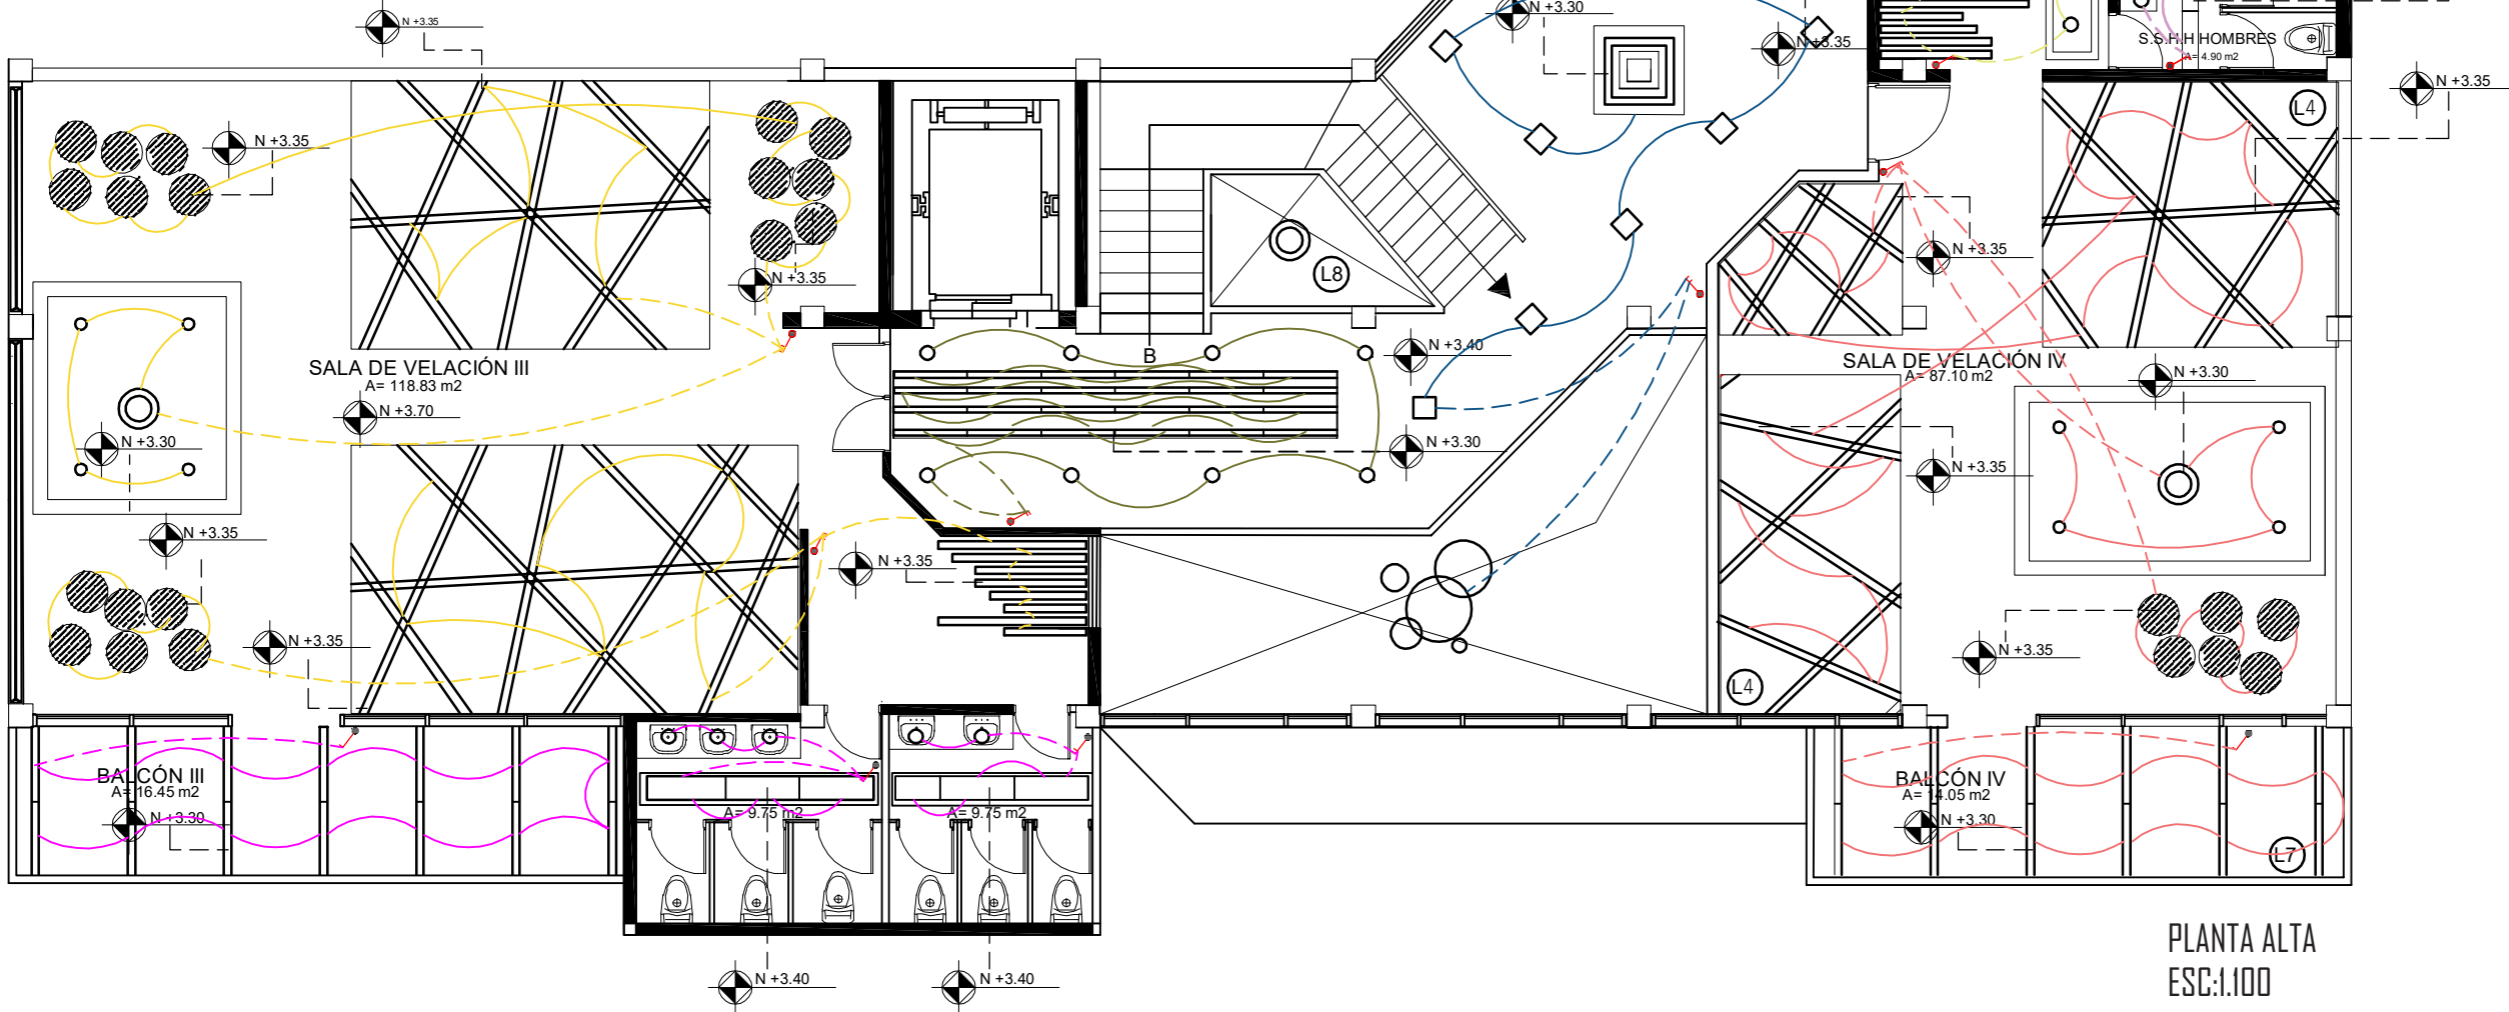 N +3.35
N +3.30
N +3.35
S.S.H.H HOMBRES
A= 4.90 m2
N +3.35
L4
N +3.35
N +3.35
N +3.35
L8
N +3.35
B
N +3.40
SALA DE VELACIÓN III
A= 118.83 m2
SALA DE VELACIÓN IV
A= 87.10 m2
N +3.30
N +3.70
N +3.30
N +3.30
N +3.35
N +3.35
N +3.35
N +3.35
N +3.35
L4
BALCÓN III
A= 16.45 m2
N +3.30
A= 9.75 m2
A= 9.75 m2
BALCÓN IV
A= 14.05 m2
N +3.30
L7
N +3.40
N +3.40
PLANTA ALTA
ESC:1.100